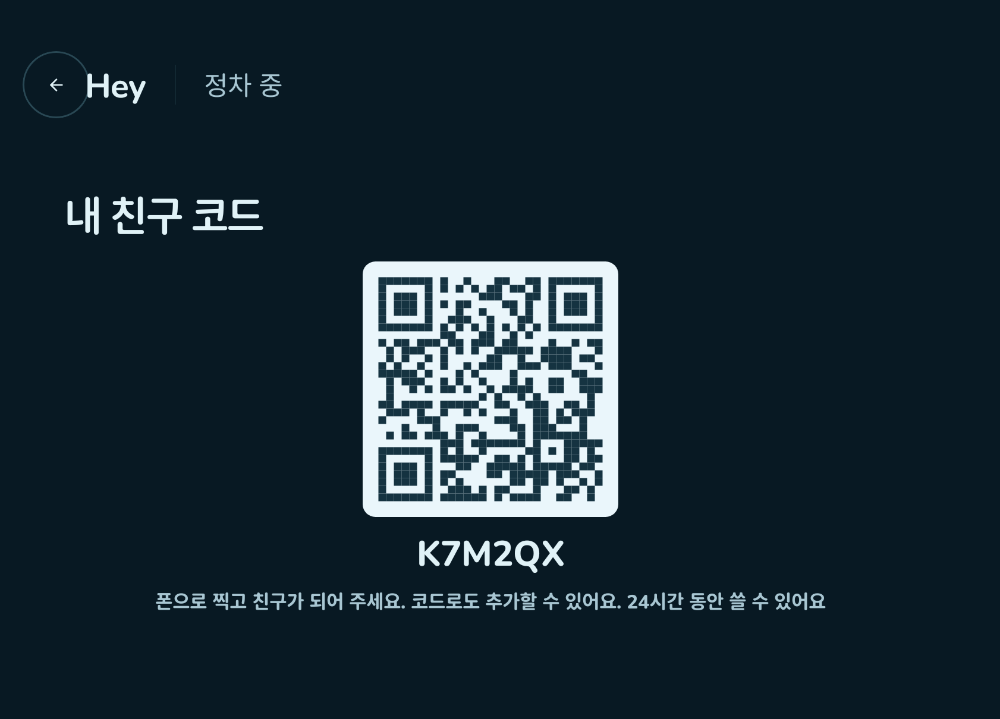 Hey 정차 중
내 친구 코드
K7M2QX
폰으로 찍고 친구가 되어 주세요. 코드로도 추가할 수 있어요. 24시간 동안 쓸 수 있어요